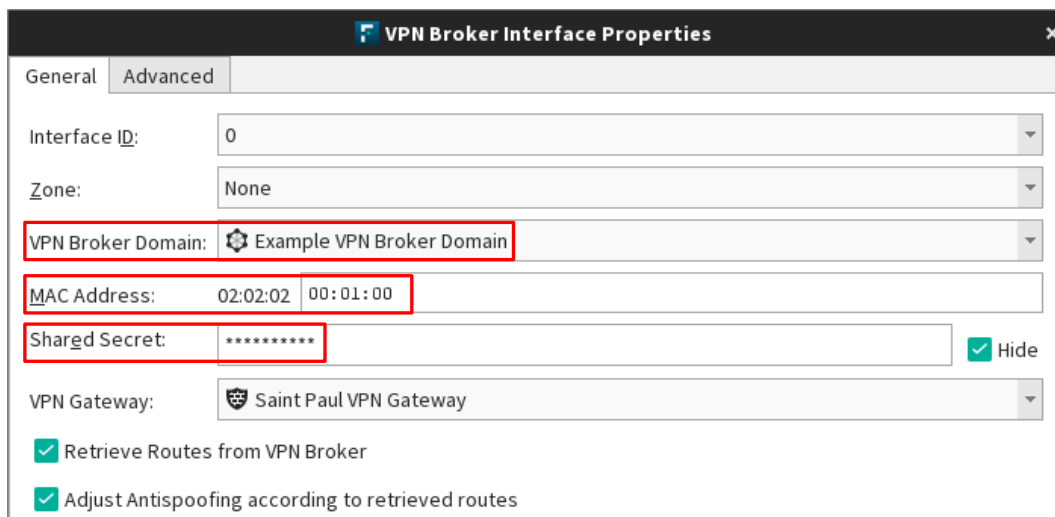 VPN Broker Interface Properties
General Advanced
Interface ID: 0
Zone: None
VPN Broker Domain: Example VPN Broker Domain
MAC Address: 02:02:02 00:01:00
Shared Secret: **********
Hide
VPN Gateway: Saint Paul VPN Gateway
Retrieve Routes from VPN Broker
Adjust Antispoofing according to retrieved routes